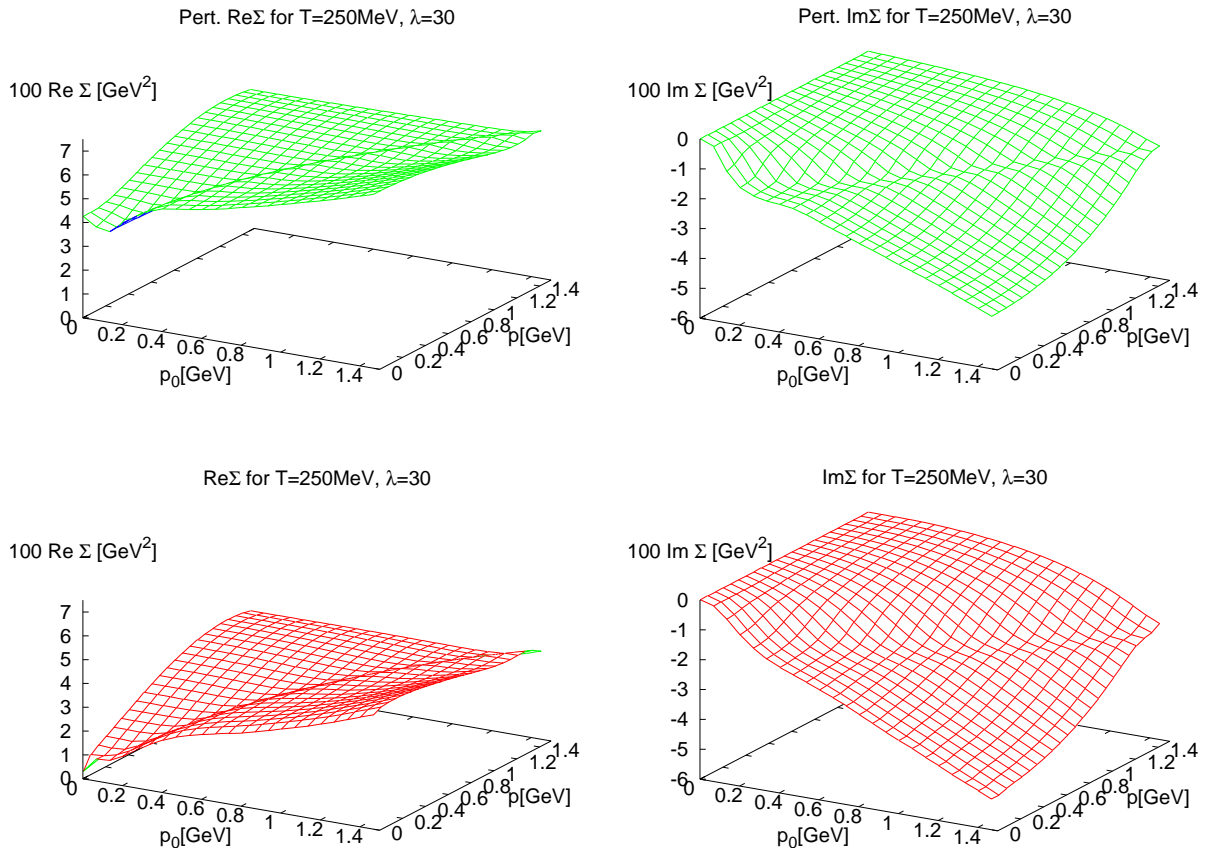 Pert. ReΣ for T=250MeV, λ=30
100 Re Σ [GeV²]
7
6
5
4
3
2
1
0
0 0.2 0.4 0.6 0.8 1 1.2 1.4
p₀[GeV]
0 0.2 0.4 0.6 0.8 1 1.2 1.4
p[GeV]
Pert. ImΣ for T=250MeV, λ=30
100 Im Σ [GeV²]
0
-1
-2
-3
-4
-5
-6
0 0.2 0.4 0.6 0.8 1 1.2 1.4
p₀[GeV]
0 0.2 0.4 0.6 0.8 1 1.2 1.4
p[GeV]
ReΣ for T=250MeV, λ=30
100 Re Σ [GeV²]
7
6
5
4
3
2
1
0
0 0.2 0.4 0.6 0.8 1 1.2 1.4
p₀[GeV]
0 0.2 0.4 0.6 0.8 1 1.2 1.4
p[GeV]
ImΣ for T=250MeV, λ=30
100 Im Σ [GeV²]
0
-1
-2
-3
-4
-5
-6
0 0.2 0.4 0.6 0.8 1 1.2 1.4
p₀[GeV]
0 0.2 0.4 0.6 0.8 1 1.2 1.4
p[GeV]